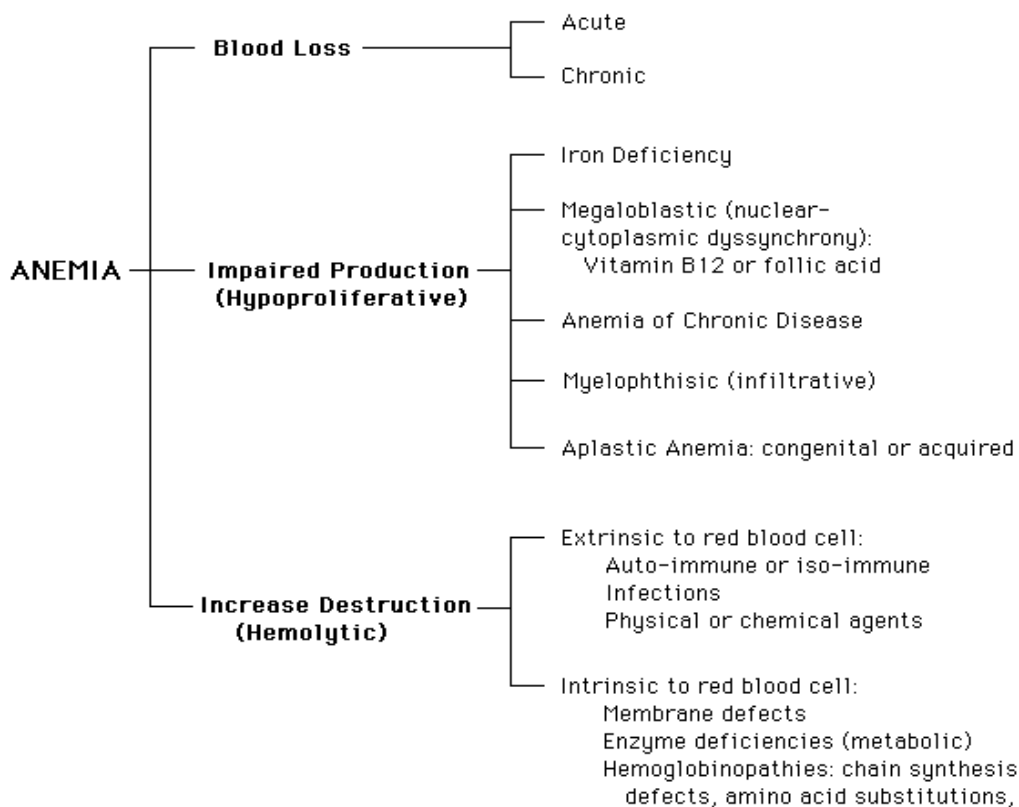 Acute
Blood Loss
Chronic
Iron Deficiency
Megaloblastic (nuclear-
cytoplasmic dyssynchrony):
Vitamin B12 or follic acid
ANEMIA
Impaired Production
(Hypoproliferative)
Anemia of Chronic Disease
Myelophthisic (infiltrative)
Aplastic Anemia: congenital or acquired
Extrinsic to red blood cell:
Auto-immune or iso-immune
Infections
Physical or chemical agents
Increase Destruction
(Hemolytic)
Intrinsic to red blood cell:
Membrane defects
Enzyme deficiencies (metabolic)
Hemoglobinopathies: chain synthesis
defects, amino acid substitutions,